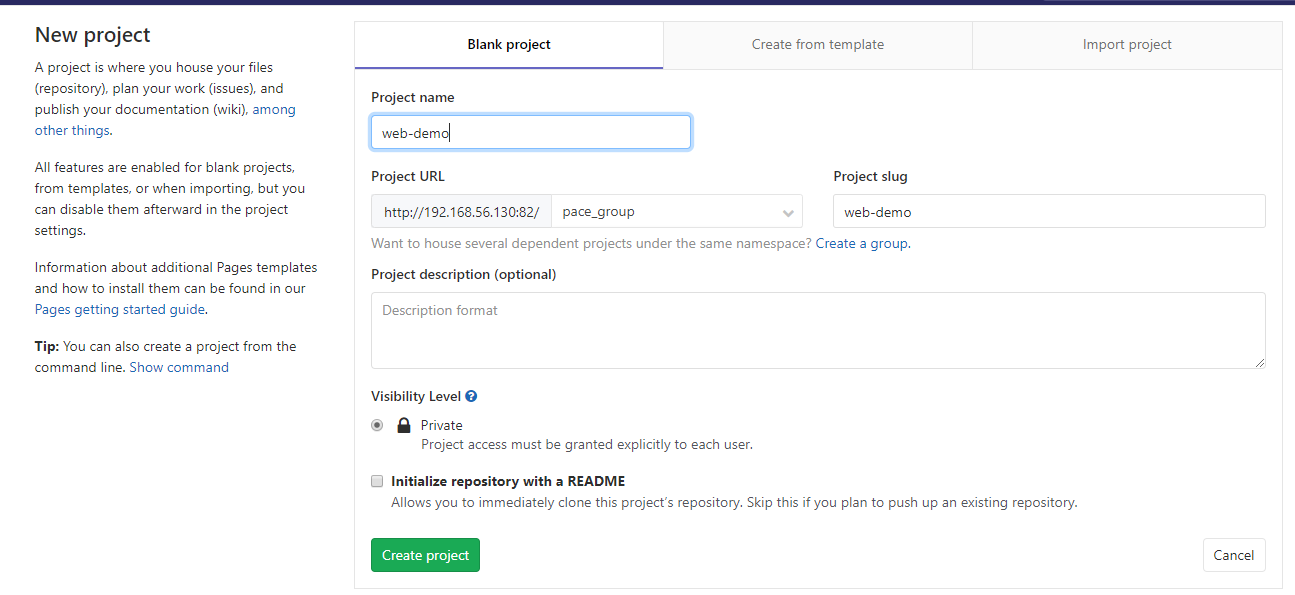 New project
A project is where you house your files
(repository), plan your work (issues), and
publish your documentation (wiki), among
other things.
All features are enabled for blank projects,
from templates, or when importing, but you
can disable them afterward in the project
settings.
Information about additional Pages templates
and how to install them can be found in our
Pages getting started guide.
Tip: You can also create a project from the
command line. Show command
Blank project
Create from template
Import project
Project name
web-demo
Project URL
Project slug
http://192.168.56.130:82/
pace_group
web-demo
Want to house several dependent projects under the same namespace? Create a group.
Project description (optional)
Description format
Visibility Level
Private
Project access must be granted explicitly to each user.
Initialize repository with a README
Allows you to immediately clone this project's repository. Skip this if you plan to push up an existing repository.
Create project
Cancel